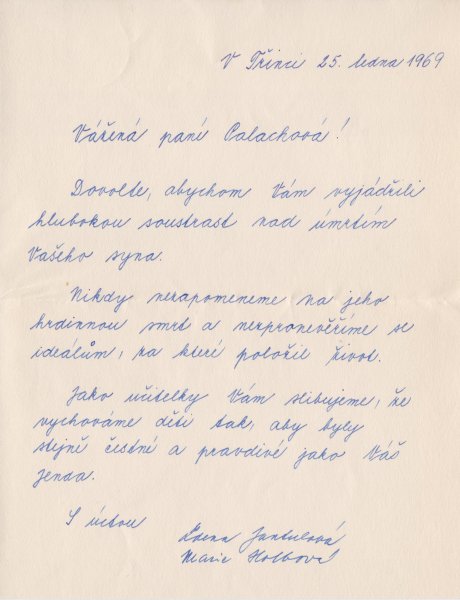 V Třinci 25. ledna 1969
Vážená paní Palachová!
Dovolte, abychom Vám vyjádřili
hlubokou soustrast nad úmrtím
Vašeho syna.
Nikdy nezapomeneme na jeho
hrdinnou smrt a nezpronevěříme se
ideálům, za které položil život.
Jako učitelky Vám slibujeme, že
vychováme děti tak, aby byly
stejně čestné a pravdivé jako Váš
Jenda.
S úctou
Zdena
Marie